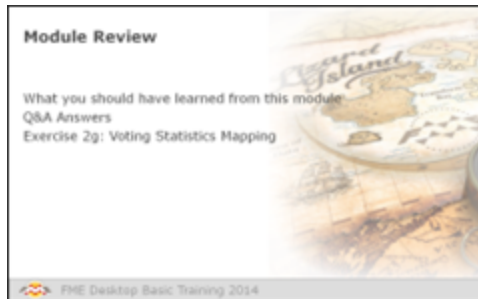 Module Review
Lizard
Island
What you should have learned from this module
Q&A Answers
Exercise 2g: Voting Statistics Mapping
FME Desktop Basic Training 2014